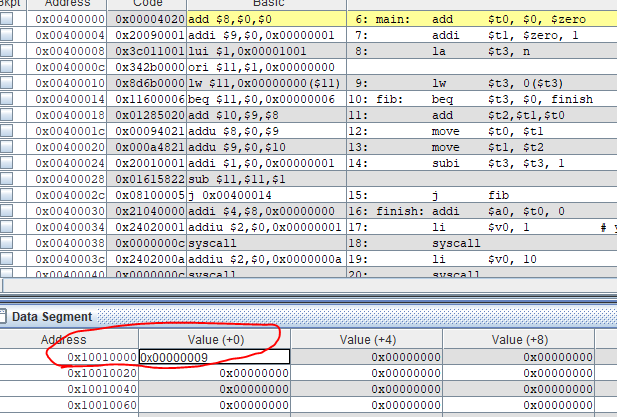 Bkpt Address Code Basic
0x00400000 0x00004020 add $8,$0,$0 6: main: add $t0, $0, $zero
0x00400004 0x20090001 addi $9,$0,0x00000001 7: addi $t1, $zero, 1
0x00400008 0x3c011001 lui $1,0x00001001 8: la $t3, n
0x0040000c 0x342b0000 ori $11,$1,0x00000000
0x00400010 0x8d6b0000 lw $11,0x00000000($11) 9: lw $t3, 0($t3)
0x00400014 0x11600006 beq $11,$0,0x00000006 10: fib: beq $t3, $0, finish
0x00400018 0x01285020 add $10,$9,$8 11: add $t2,$t1,$t0
0x0040001c 0x00094021 addu $8,$0,$9 12: move $t0, $t1
0x00400020 0x000a4821 addu $9,$0,$10 13: move $t1, $t2
0x00400024 0x20010001 addi $1,$0,0x00000001 14: subi $t3, $t3, 1
0x00400028 0x01615822 sub $11,$11,$1
0x0040002c 0x08100005 j 0x00400014 15: j fib
0x00400030 0x21040000 addi $4,$8,0x00000000 16: finish: addi $a0, $t0, 0
0x00400034 0x24020001 addiu $2,$0,0x00000001 17: li $v0, 1 #
0x00400038 0x0000000c syscall 18: syscall
0x0040003c 0x2402000a addiu $2,$0,0x0000000a 19: li $v0, 10
0x00400040 0x0000000c syscall 20: syscall
Data Segment
Address Value (+0) Value (+4) Value (+8)
0x10010000 0x00000009 0x00000000 0x00000000
0x10010020 0x00000000 0x00000000 0x00000000
0x10010040 0x00000000 0x00000000 0x00000000
0x10010060 0x00000000 0x00000000 0x00000000